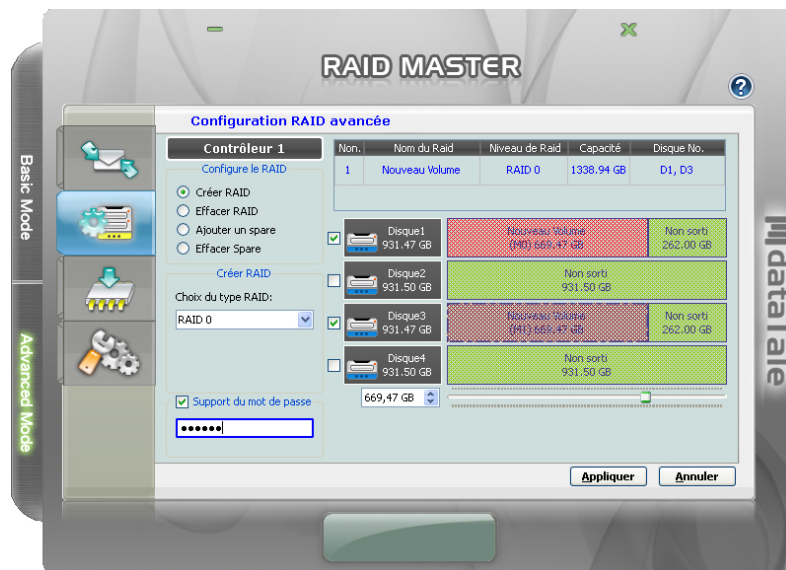 RAID MASTER
Basic Mode
Advanced Mode
Configuration RAID avancée
Contrôleur 1
Configure le RAID
Créer RAID
Effacer RAID
Ajouter un spare
Effacer Spare
Créer RAID
Choix du type RAID:
RAID 0
Support du mot de passe
••••••
Non. Nom du Raid Niveau de Raid Capacité Disque No.
1 Nouveau Volume RAID 0 1338.94 GB D1, D3
Disque1
931.47 GB
Nouveau Volume
(M0) 669.47 GB
Non sorti
262.00 GB
Disque2
931.50 GB
Non sorti
931.50 GB
Disque3
931.47 GB
Nouveau Volume
(M1) 669.47 GB
Non sorti
262.00 GB
Disque4
931.50 GB
Non sorti
931.50 GB
669,47 GB
Appliquer
Annuler
dataTale